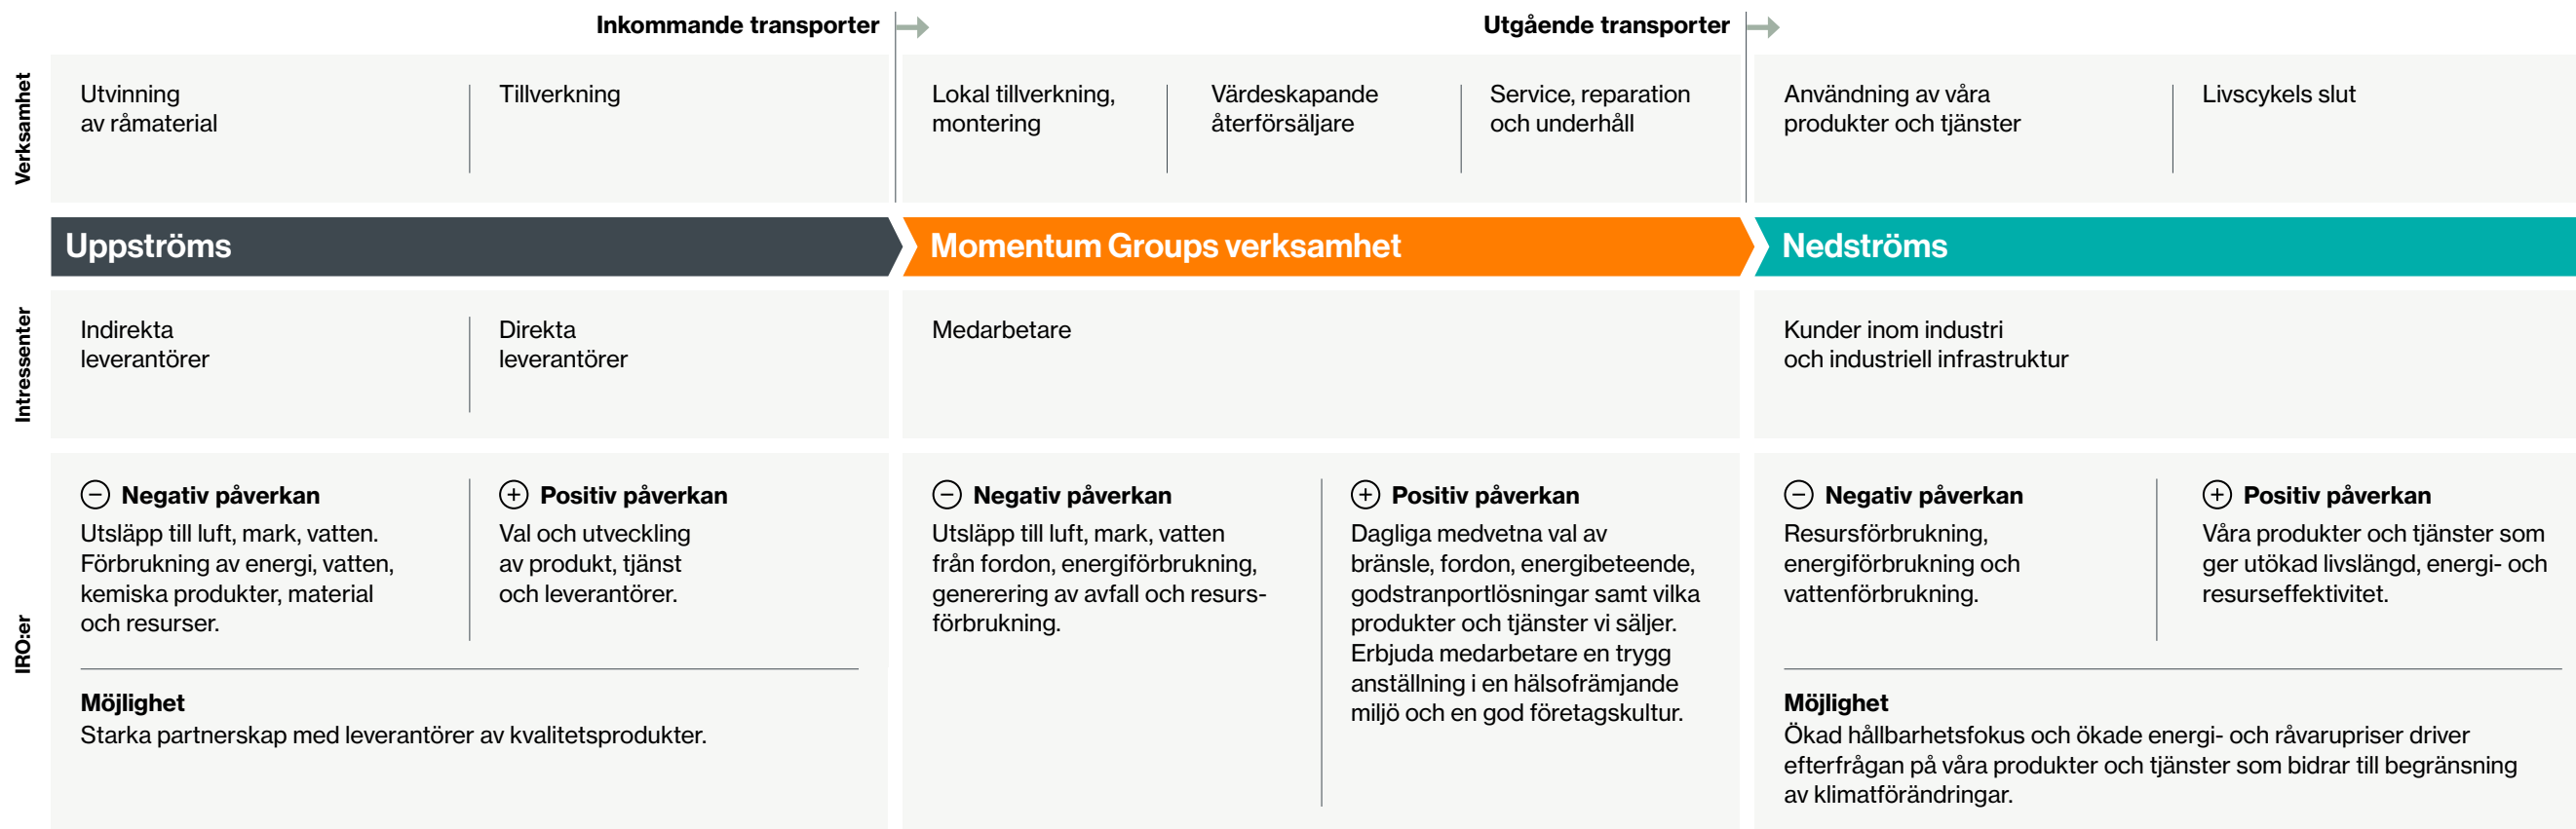 Inkommande transporter
Utgående transporter
Verksamhet
Utvinning
av råmaterial
Tillverkning
Lokal tillverkning,
montering
Värdeskapande
återförsäljare
Service, reparation
och underhåll
Användning av våra
produkter och tjänster
Livscykels slut
Uppströms
Momentum Groups verksamhet
Nedströms
Intressenter
Indirekta
leverantörer
Direkta
leverantörer
Medarbetare
Kunder inom industri
och industriell infrastruktur
IRO:er
Negativ påverkan
Utsläpp till luft, mark, vatten.
Förbrukning av energi, vatten,
kemiska produkter, material
och resurser.
Positiv påverkan
Val och utveckling
av produkt, tjänst
och leverantörer.
Möjlighet
Starka partnerskap med leverantörer av kvalitetsprodukter.
Negativ påverkan
Utsläpp till luft, mark, vatten
från fordon, energiförbrukning,
generering av avfall och resurs-
förbrukning.
Positiv påverkan
Dagliga medvetna val av
bränsle, fordon, energibeteende,
godstranportlösningar samt vilka
produkter och tjänster vi säljer.
Erbjuda medarbetare en trygg
anställning i en hälsofrämjande
miljö och en god företagskultur.
Negativ påverkan
Resursförbrukning,
energiförbrukning och
vattenförbrukning.
Positiv påverkan
Våra produkter och tjänster som
ger utökad livslängd, energi- och
resurseffektivitet.
Möjlighet
Ökad hållbarhetsfokus och ökade energi- och råvarupriser driver
efterfrågan på våra produkter och tjänster som bidrar till begränsning
av klimatförändringar.